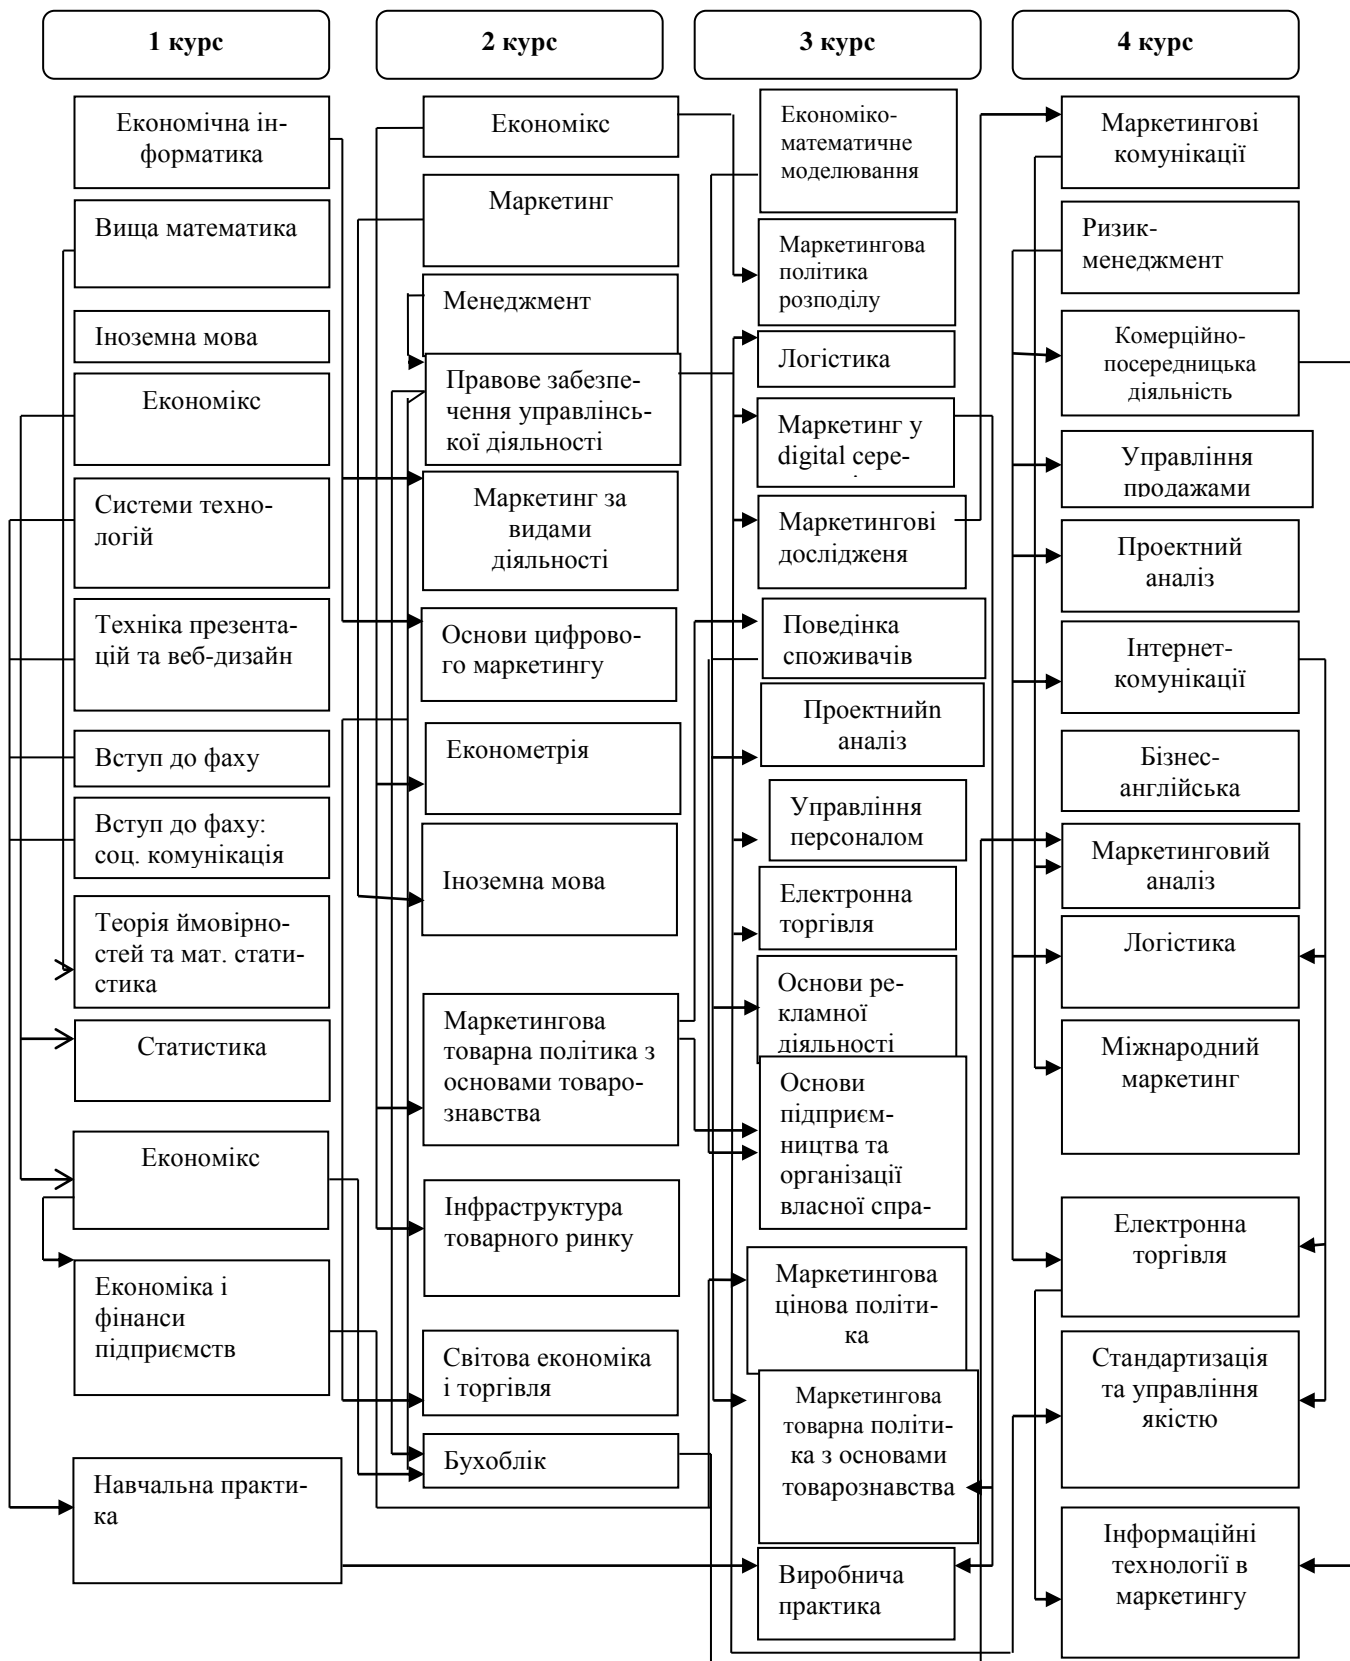 1 курс
2 курс
3 курс
4 курс
Економічна ін-
форматика
Вища математика
Іноземна мова
Економікс
Системи техно-
логій
Техніка презента-
цій та веб-дизайн
Вступ до фаху
Вступ до фаху:
соц. комунікація
Теорія ймовірно-
стей та мат. стати-
стика
Статистика
Економікс
Економіка і
фінанси
підприємств
Навчальна практи-
ка
Економікс
Маркетинг
Менеджмент
Правове забезпе-
чення управлінсь-
кої діяльності
Маркетинг за
видами
діяльності
Основи цифрово-
го маркетингу
Економетрія
Іноземна мова
Маркетингова
товарна політика з
основами товаро-
знавства
Інфраструктура
товарного ринку
Світова економіка
і торгівля
Бухоблік
Економіко-
математичне
моделювання
Маркетингова
політика
розподілу
Логістика
Маркетинг у
digital сере-
Маркетингові
дослідженя
Поведінка
споживачів
Проектнийn
аналіз
Управління
персоналом
Електронна
торгівля
Основи ре-
кламної
діяльності
Основи
підприєм-
ництва та
організації
власної спра-
Маркетингова
цінова політи-
ка
Маркетингова
товарна політи-
ка з основами
товарознавства
Виробнича
практика
Маркетингові
комунікації
Ризик-
менеджмент
Комерційно-
посередницька
діяльність
Управління
продажами
Проектний
аналіз
Інтернет-
комунікації
Бізнес-
англійська
Маркетинговий
аналіз
Логістика
Міжнародний
маркетинг
Електронна
торгівля
Стандартизація
та управління
якістю
Інформаційні
технології в
маркетингу